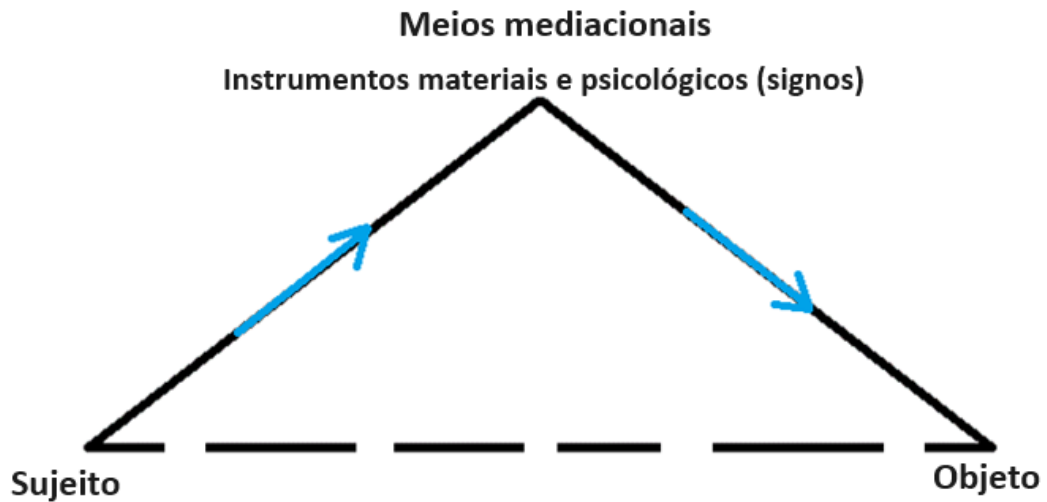 Meios mediacionais
Instrumentos materiais e psicológicos (signos)
Sujeito
Objeto